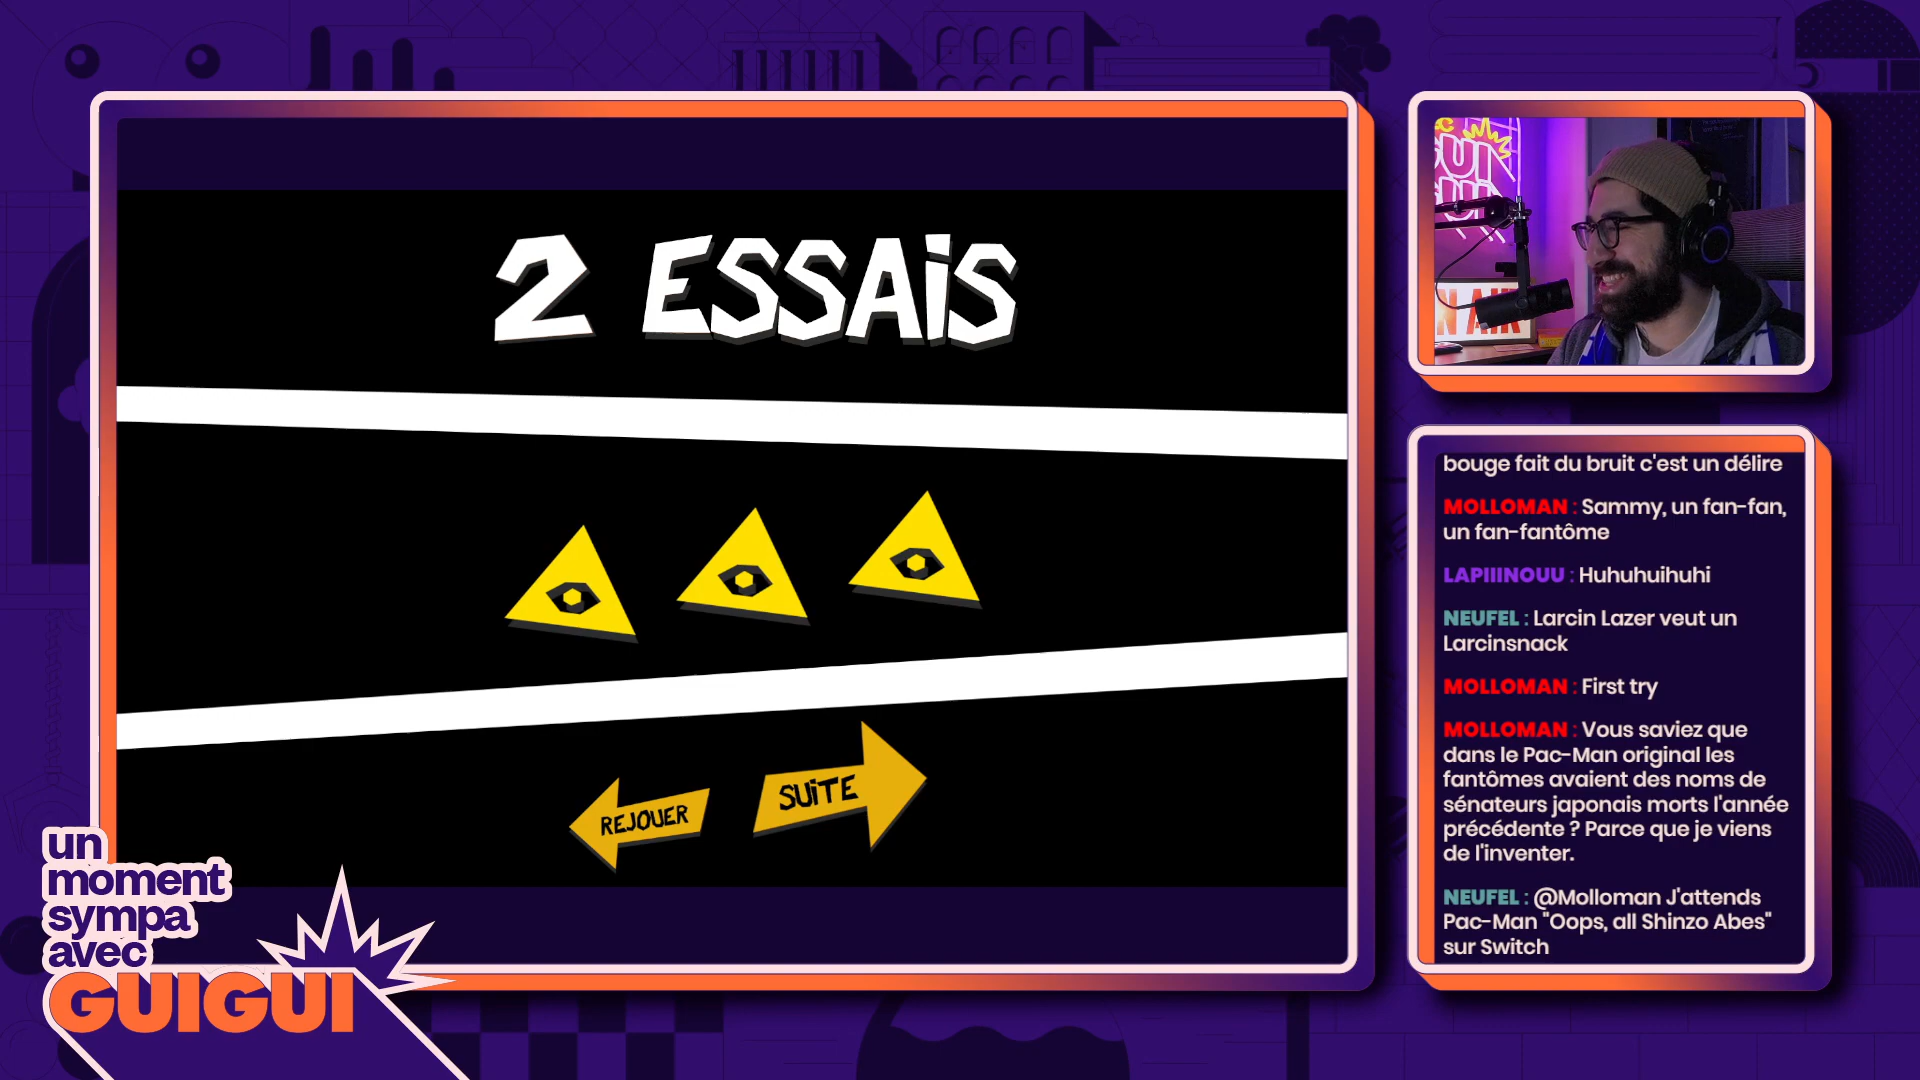 2 ESSAiS
REJOUER
SUiTE
ON AIR
bouge fait du bruit c'est un délire
MOLLOMAN : Sammy, un fan-fan,
un fan-fantôme
LAPIIINOUU : Huhuhuihuhi
NEUFEL : Larcin Lazer veut un
Larcinsnack
MOLLOMAN : First try
MOLLOMAN : Vous saviez que
dans le Pac-Man original les
fantômes avaient des noms de
sénateurs japonais morts l'année
précédente ? Parce que je viens
de l'inventer.
NEUFEL : @Molloman J'attends
Pac-Man "Oops, all Shinzo Abes"
sur Switch
un
moment
sympa
avec
GUIGUI